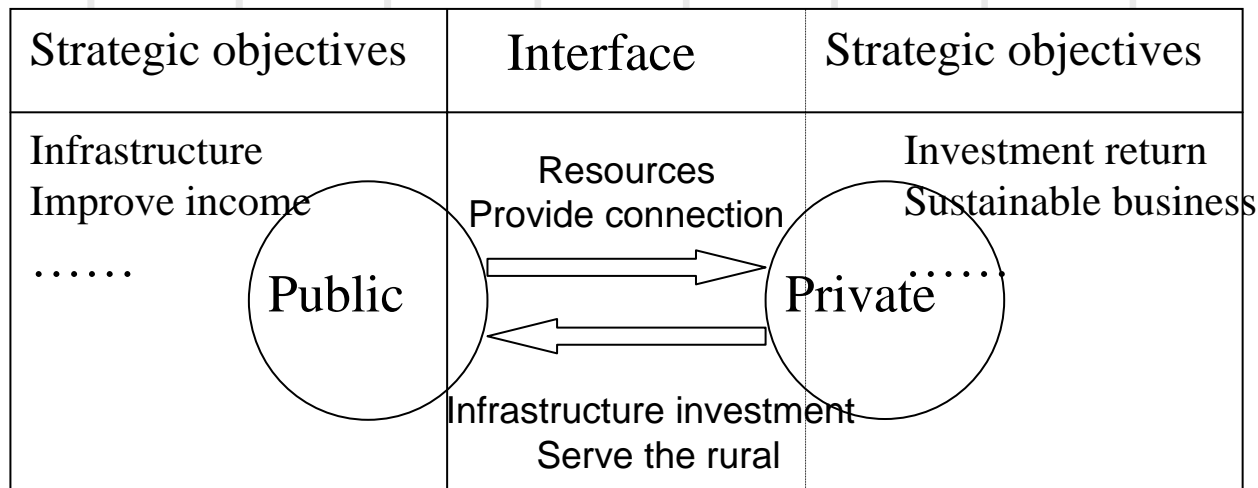 Strategic objectives
Interface
Strategic objectives
Infrastructure
Improve income
……
Public
Resources
Provide connection
Infrastructure investment
Serve the rural
Investment return
Sustainable business
……
Private